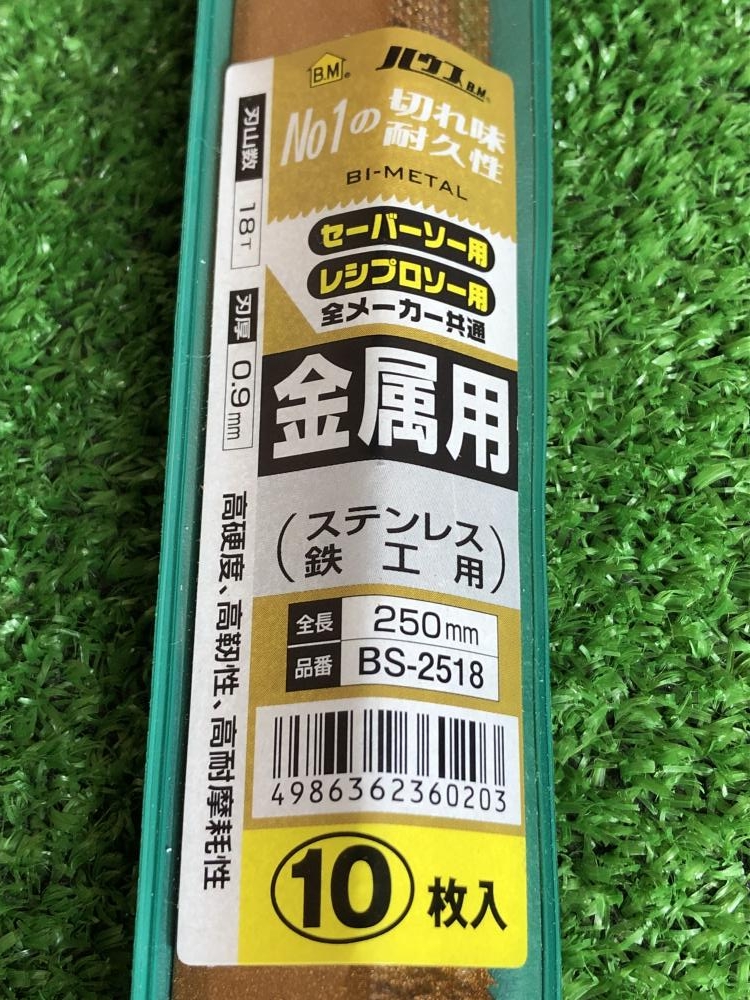 B.M
ハウス B.M
No1の 切れ味
耐久性
BI-METAL
セーバーソー用
レシプロソー用
全メーカー共通
金属用
(ステンレス
鉄工用)
全長 250mm
品番 BS-2518
4986362360203
10枚入
刃山数 18T
刃厚 0.9mm
高硬度、高靭性、高耐摩耗性